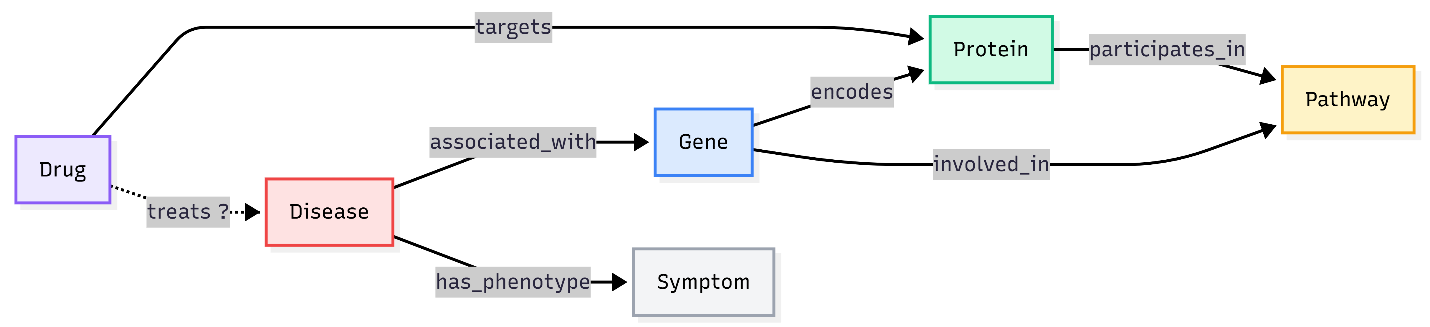 targets
Protein
participates_in
encodes
Pathway
associated_with
Gene
Drug
involved_in
treats ?
Disease
has_phenotype
Symptom